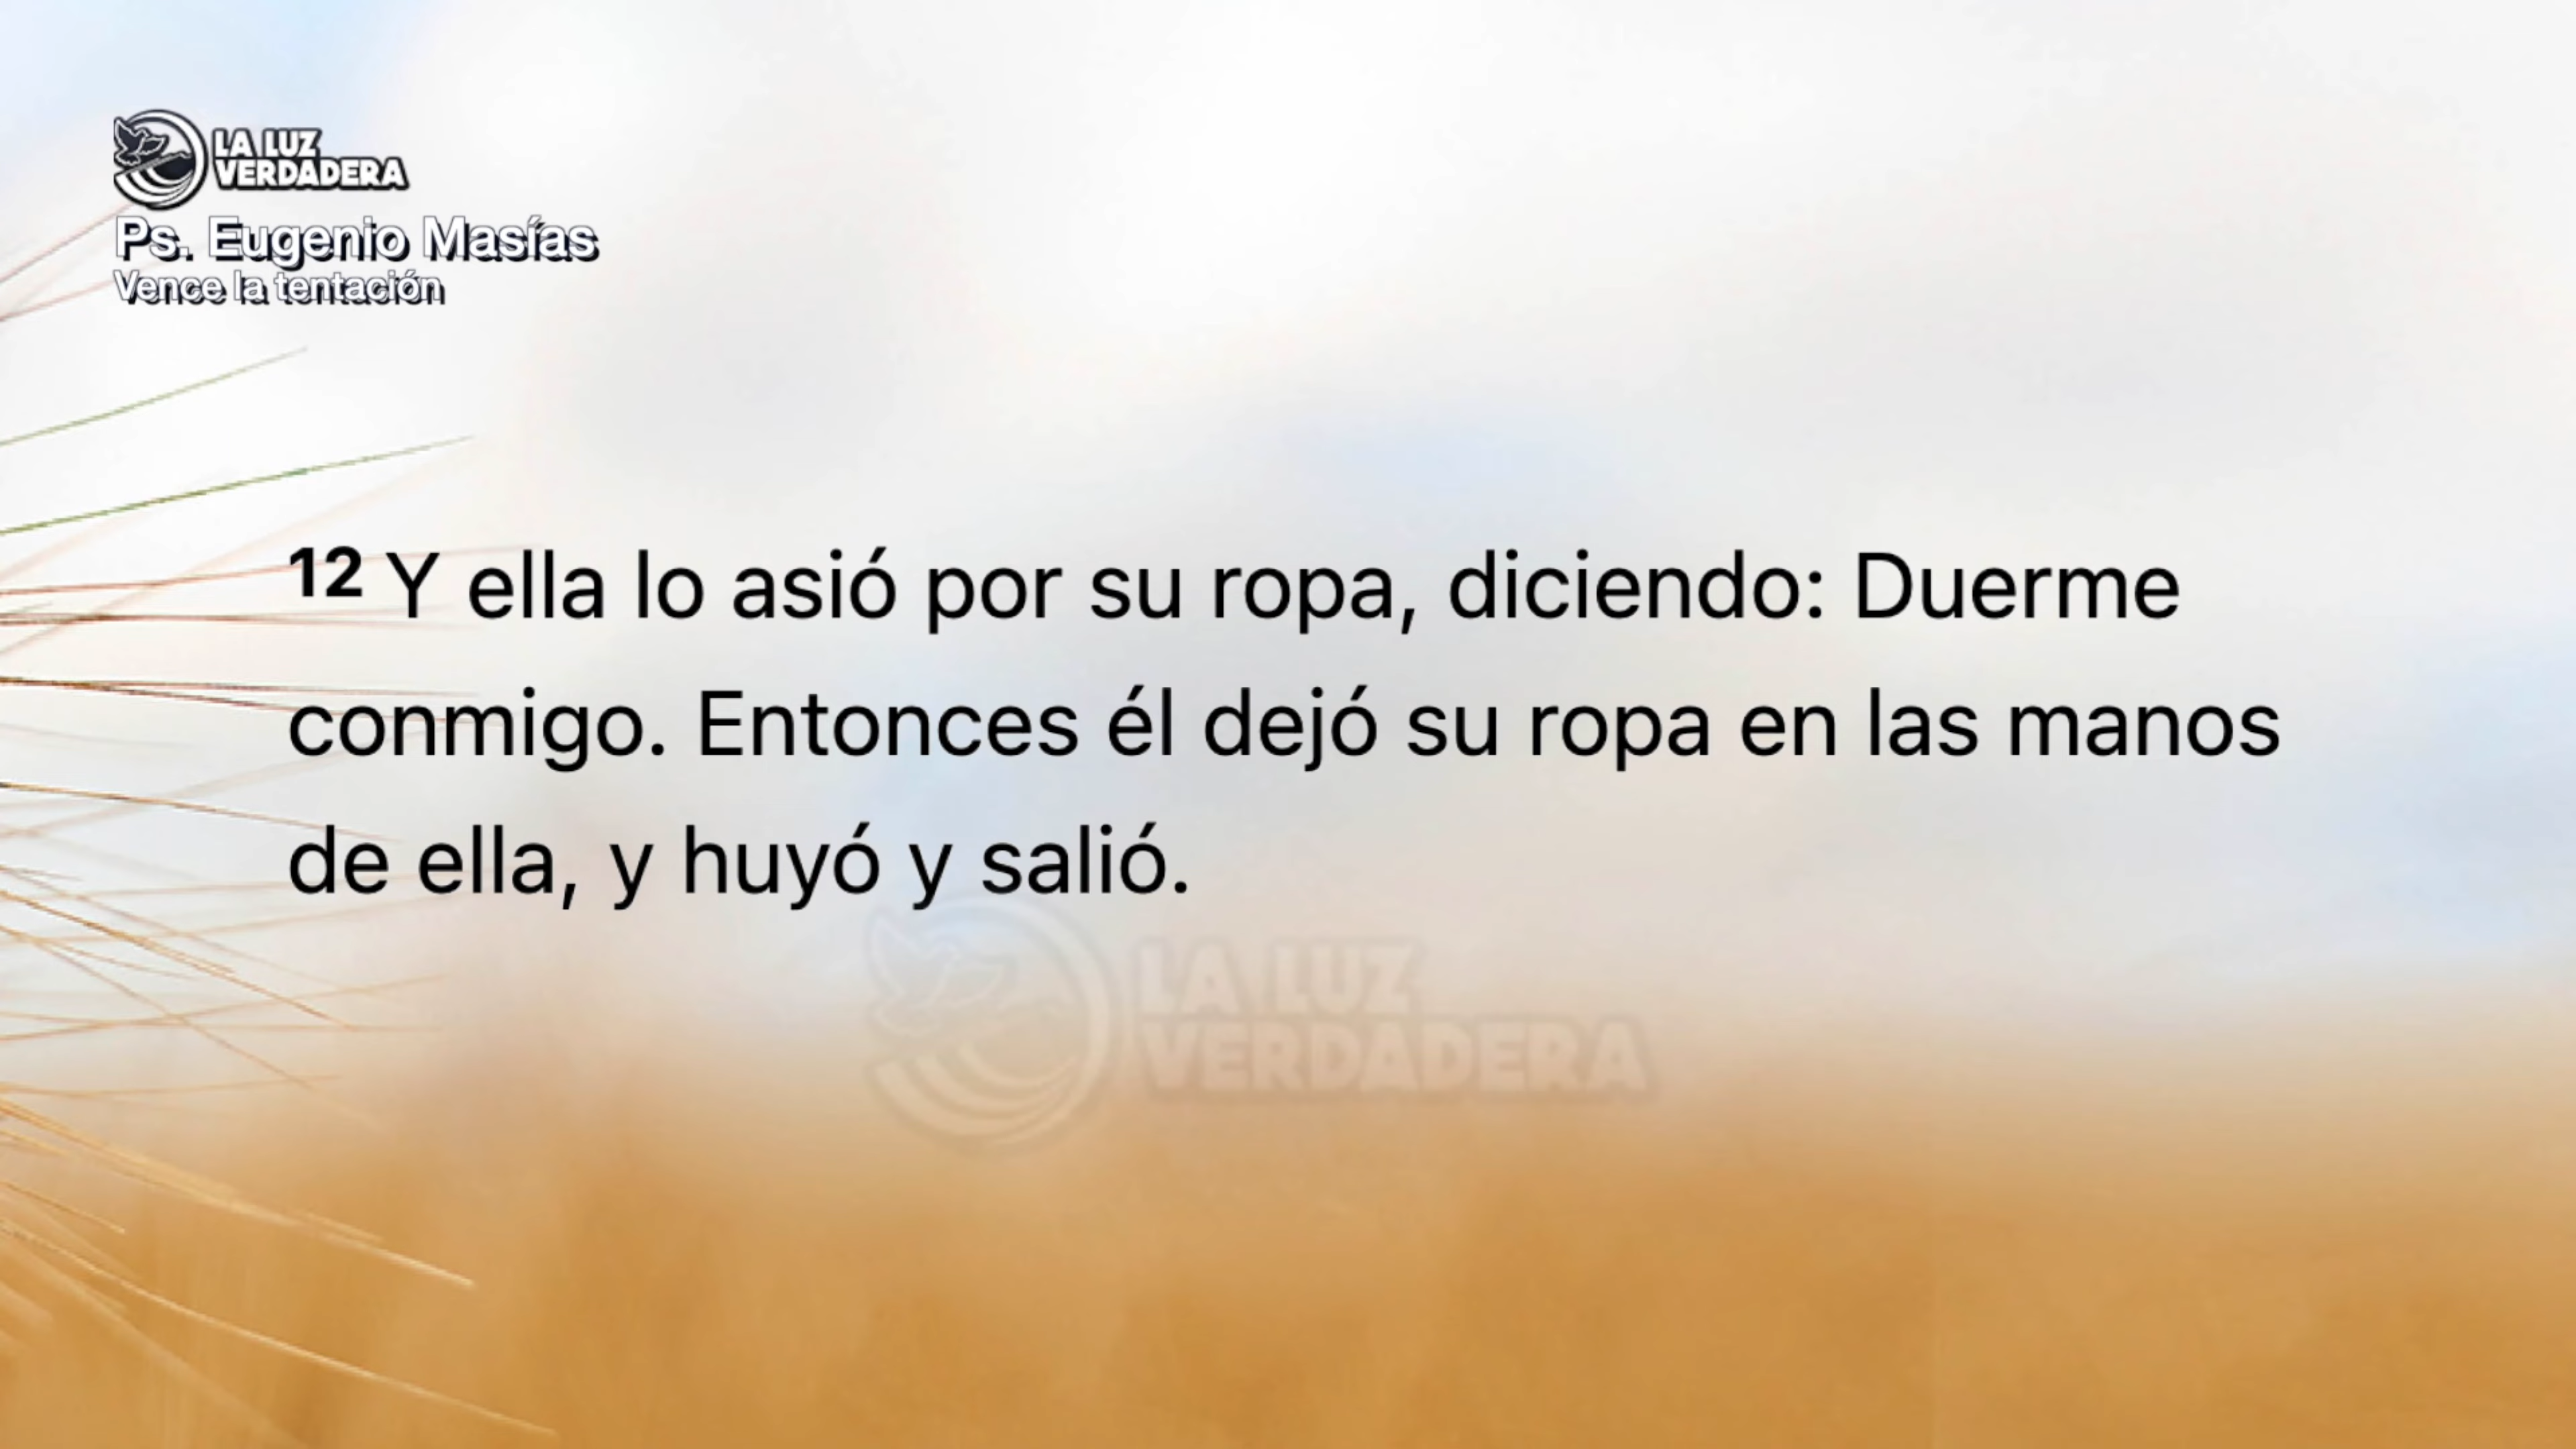 LA LUZ
VERDADERA
Ps. Eugenio Masías
Vence la tentación
12 Y ella lo asió por su ropa, diciendo: Duerme
conmigo. Entonces él dejó su ropa en las manos
de ella, y huyó y salió.
LA LUZ
VERDADERA